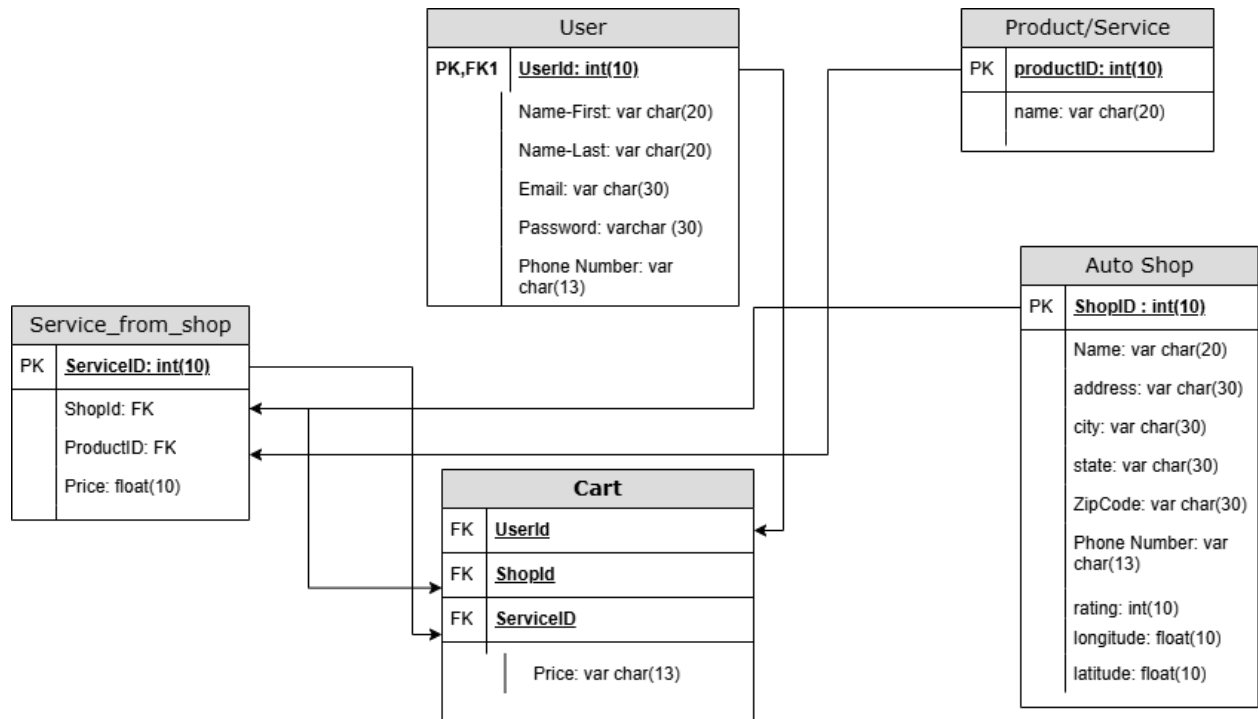 User
PK,FK1 UserId: int(10)
Name-First: var char(20)
Name-Last: var char(20)
Email: var char(30)
Password: varchar (30)
Phone Number: var
char(13)
Product/Service
PK productID: int(10)
name: var char(20)
Auto Shop
PK ShopID : int(10)
Name: var char(20)
address: var char(30)
city: var char(30)
state: var char(30)
ZipCode: var char(30)
Phone Number: var
char(13)
rating: int(10)
longitude: float(10)
latitude: float(10)
Service_from_shop
PK ServiceID: int(10)
ShopId: FK
ProductID: FK
Price: float(10)
Cart
FK UserId
FK ShopId
FK ServiceID
Price: var char(13)